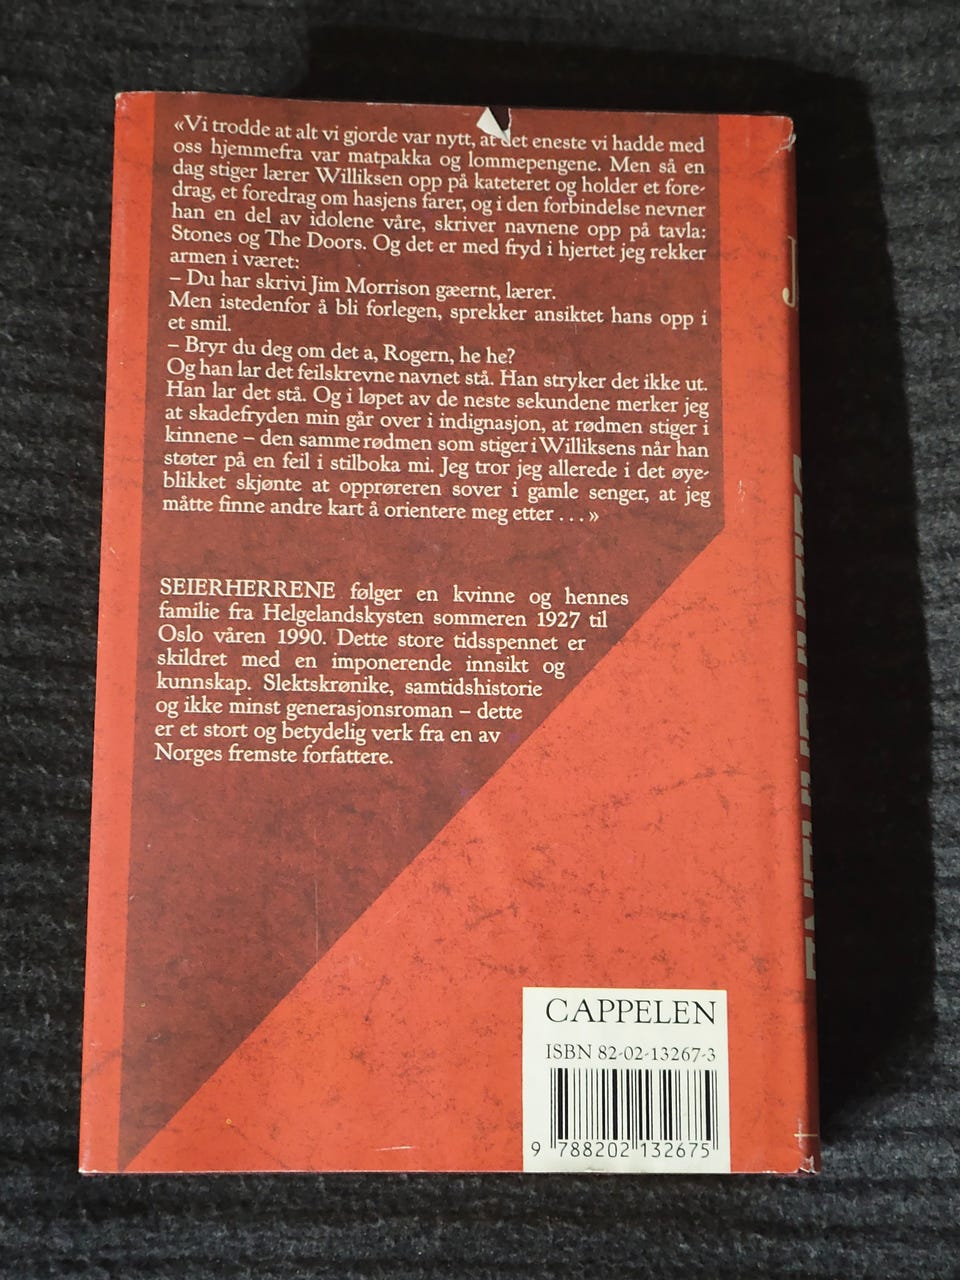 «Vi trodde at alt vi gjorde var nytt, at det eneste vi hadde med
oss hjemmefra var matpakka og lommepengene. Men så en
dag stiger lærer Williksen opp på kateteret og holder et fore-
drag, et foredrag om hasjens farer, og i den forbindelse nevner
han en del av idolene våre, skriver navnene opp på tavla:
Stones og The Doors. Og det er med fryd i hjertet jeg rekker
armen i været:
– Du har skrivi Jim Morrison gæernt, lærer.
Men istedenfor å bli forlegen, sprekker ansiktet hans opp i
et smil.
– Bryr du deg om det a, Rogern, he he?
Og han lar det feilskrevne navnet stå. Han stryker det ikke ut.
Han lar det stå. Og i løpet av de neste sekundene merker jeg
at skadefryden min går over i indignasjon, at rødmen stiger i
kinnene – den samme rødmen som stiger i Williksens når han
støter på en feil i stilboka mi. Jeg tror jeg allerede i det øye-
blikket skjønte at opprøreren sover i gamle senger, at jeg
måtte finne andre kart å orientere meg etter . . . »
SEIERHERRENE følger en kvinne og hennes
familie fra Helgelandskysten sommeren 1927 til
Oslo våren 1990. Dette store tidsspennet er
skildret med en imponerende innsikt og
kunnskap. Slektskrønike, samtidshistorie
og ikke minst generasjonsroman – dette
er et stort og betydelig verk fra en av
Norges fremste forfattere.
CAPPELEN
ISBN 82-02-13267-3
9 788202 132675